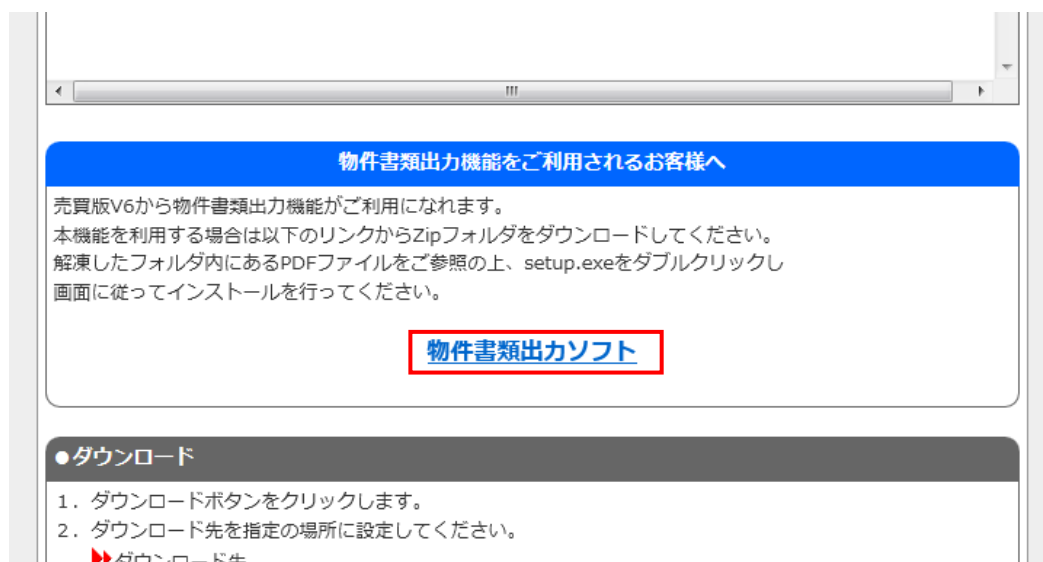 物件書類出力機能をご利用されるお客様へ
売買版V6から物件書類出力機能がご利用になれます。
本機能を利用する場合は以下のリンクからZipフォルダをダウンロードしてください。
解凍したフォルダ内にあるPDFファイルをご参照の上、setup.exeをダブルクリックし
画面に従ってインストールを行ってください。
物件書類出力ソフト
●ダウンロード
1．ダウンロードボタンをクリックします。
2．ダウンロード先を指定の場所に設定してください。
ダウンロード先